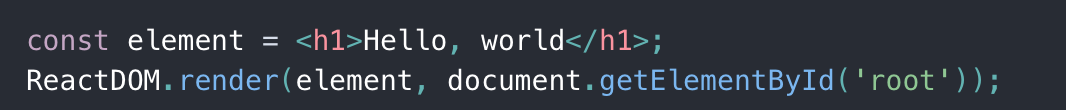 const element = <h1>Hello, world</h1>;
ReactDOM.render(element, document.getElementById('root'));